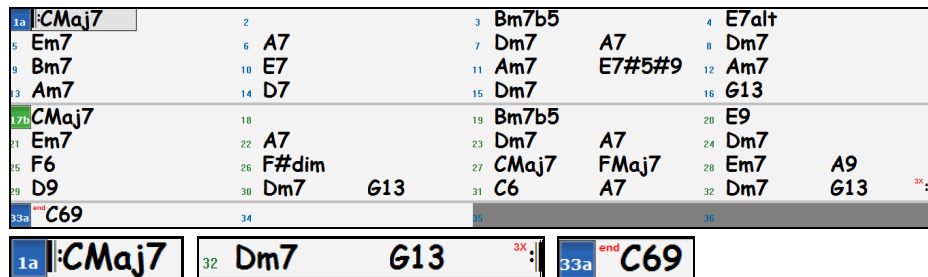 1a CMaj7 2 3 Bm7b5 4 E7alt
5 Em7 6 A7 7 Dm7 A7 8 Dm7
9 Bm7 10 E7 11 Am7 E7#5#9 12 Am7
13 Am7 14 D7 15 Dm7 16 G13
17b CMaj7 18 19 Bm7b5 20 E9
21 Em7 22 A7 23 Dm7 A7 24 Dm7
25 F6 26 F#dim 27 CMaj7 FMaj7 28 Em7 A9
29 D9 30 Dm7 G13 31 C6 A7 32 Dm7 G13 3X :
33a end C69 34 35 36
1a CMaj7 32 Dm7 G13 3X : 33a end C69